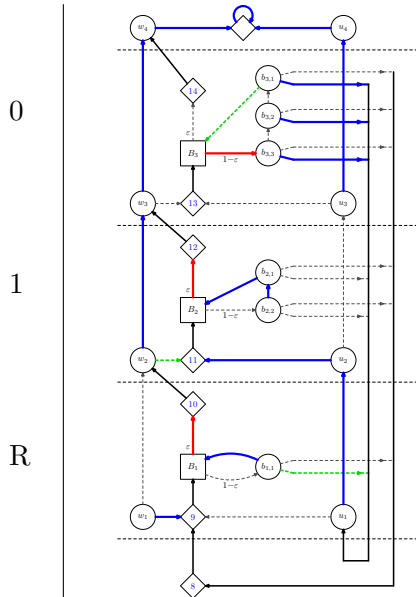 w₄ u₄
b₃,₁
14
0
b₃,₂
ε
B₃ b₃,₃
1−ε
w₃ 13 u₃
12
b₂,₁
1
ε
B₂ b₂,₂
1−ε
w₂ 11 u₂
10
ε
R B₁ b₁,₁
1−ε
w₁ 9 u₁
8